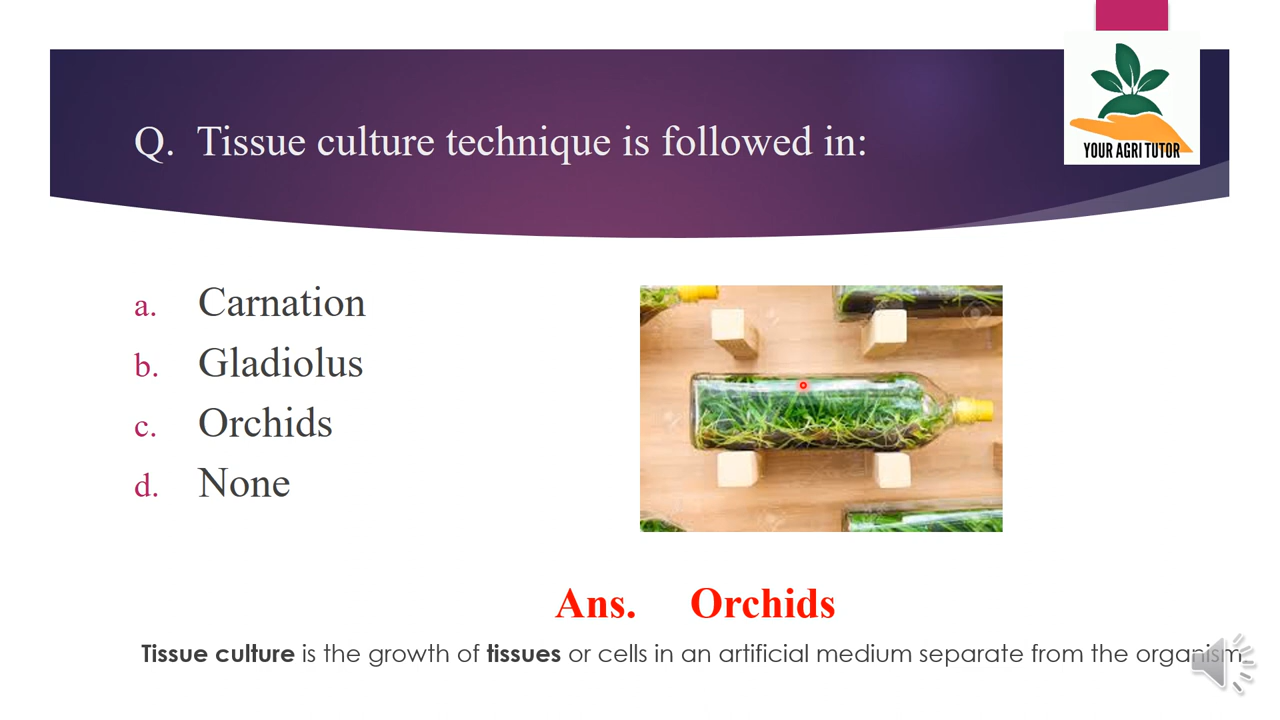 Q. Tissue culture technique is followed in:
YOUR AGRI TUTOR
a. Carnation
b. Gladiolus
c. Orchids
d. None
Ans. Orchids
Tissue culture is the growth of tissues or cells in an artificial medium separate from the organism.